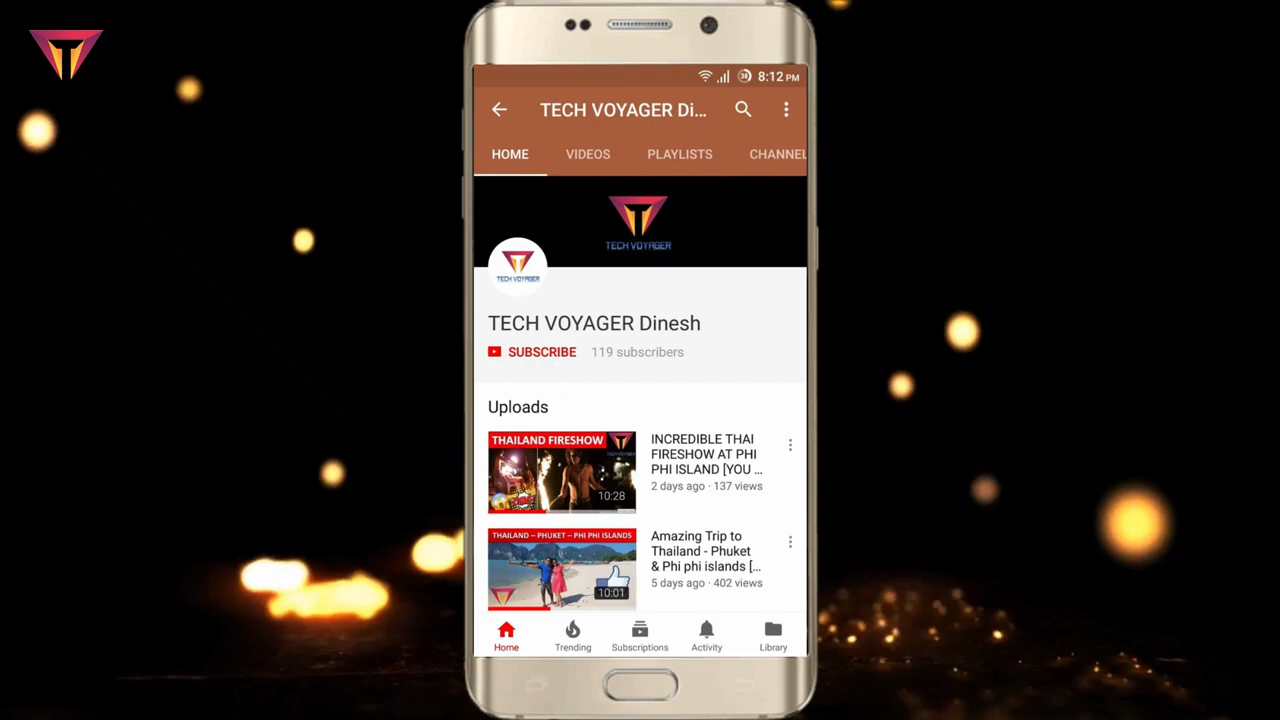 8:12 PM
TECH VOYAGER Di...
HOME VIDEOS PLAYLISTS CHANNEL
TECH VOYAGER
TECH VOYAGER
TECH VOYAGER Dinesh
SUBSCRIBE 119 subscribers
Uploads
THAILAND FIRESHOW
10:28
INCREDIBLE THAI
FIRESHOW AT PHI
PHI ISLAND [YOU ...
2 days ago · 137 views
THAILAND – PHUKET – PHI PHI ISLANDS
10:01
Amazing Trip to
Thailand - Phuket
& Phi phi islands [...
5 days ago · 402 views
Home Trending Subscriptions Activity Library